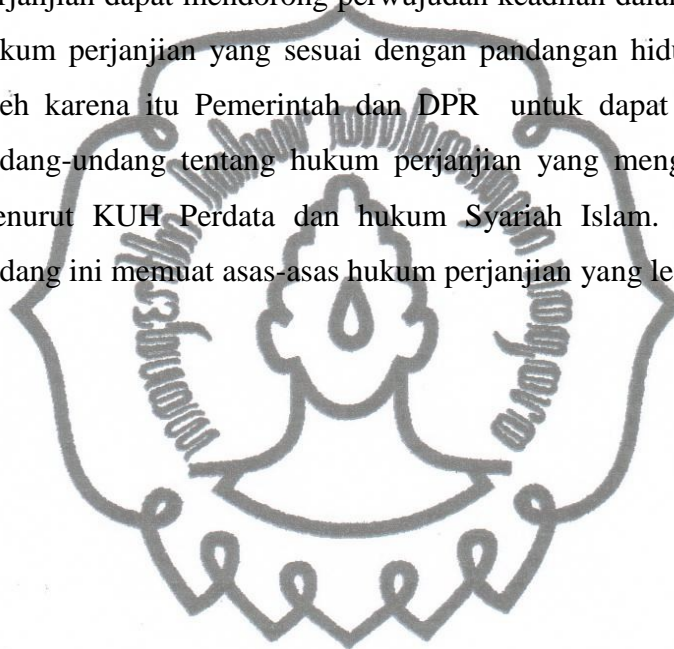 rjanjian dapat mendorong perwujudan keadilan dalam
kum perjanjian yang sesuai dengan pandangan hidu
eh karena itu Pemerintah dan DPR untuk dapat
dang-undang tentang hukum perjanjian yang meng
enurut KUH Perdata dan hukum Syariah Islam.
dang ini memuat asas-asas hukum perjanjian yang le